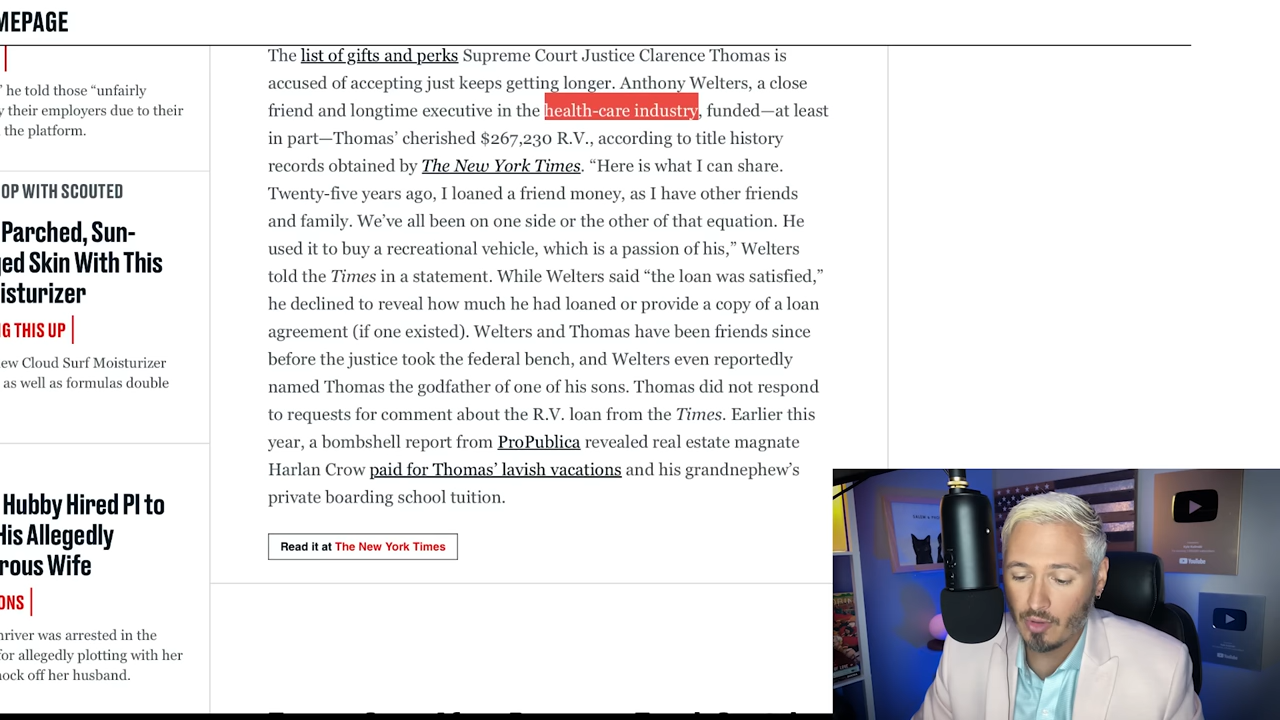 MEPAGE
” he told those “unfairly
y their employers due to their
the platform.
OP WITH SCOUTED
Parched, Sun-
ged Skin With This
isturizer
G THIS UP
ew Cloud Surf Moisturizer
as well as formulas double
Hubby Hired PI to
His Allegedly
rous Wife
ONS
hriver was arrested in the
for allegedly plotting with her
nock off her husband.
The list of gifts and perks Supreme Court Justice Clarence Thomas is
accused of accepting just keeps getting longer. Anthony Welters, a close
friend and longtime executive in the health-care industry, funded—at least
in part—Thomas’ cherished $267,230 R.V., according to title history
records obtained by The New York Times. “Here is what I can share.
Twenty-five years ago, I loaned a friend money, as I have other friends
and family. We’ve all been on one side or the other of that equation. He
used it to buy a recreational vehicle, which is a passion of his,” Welters
told the Times in a statement. While Welters said “the loan was satisfied,”
he declined to reveal how much he had loaned or provide a copy of a loan
agreement (if one existed). Welters and Thomas have been friends since
before the justice took the federal bench, and Welters even reportedly
named Thomas the godfather of one of his sons. Thomas did not respond
to requests for comment about the R.V. loan from the Times. Earlier this
year, a bombshell report from ProPublica revealed real estate magnate
Harlan Crow paid for Thomas’ lavish vacations and his grandnephew’s
private boarding school tuition.
Read it at The New York Times
YouTube
YouTube